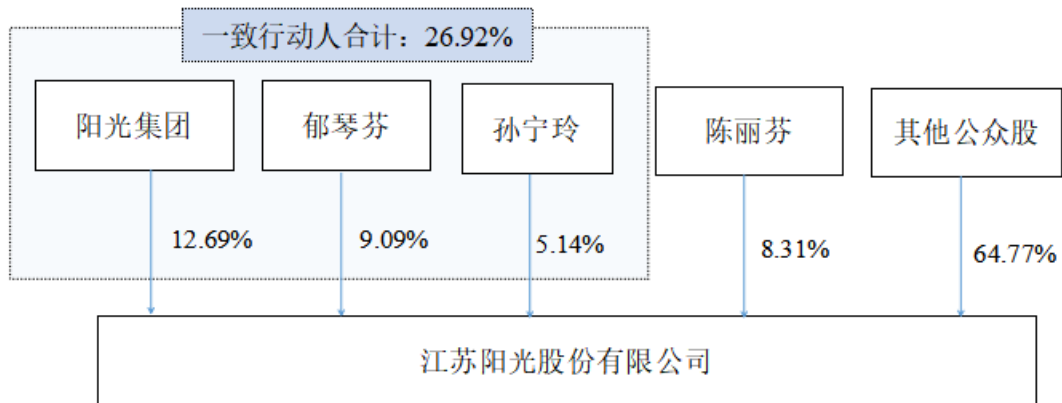 一致行动人合计：26.92%
阳光集团
郁琴芬
孙宁玲
陈丽芬
其他公众股
12.69%
9.09%
5.14%
8.31%
64.77%
江苏阳光股份有限公司